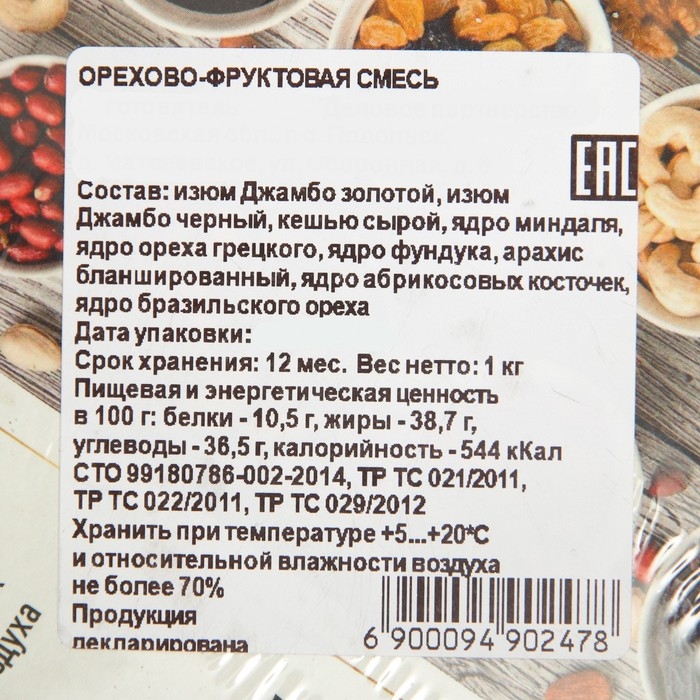 ОРЕХОВО-ФРУКТОВАЯ СМЕСЬ
EAC
Состав: изюм Джамбо золотой, изюм
Джамбо черный, кешью сырой, ядро миндаля,
ядро ореха грецкого, ядро фундука, арахис
бланшированный, ядро абрикосовых косточек,
ядро бразильского ореха
Дата упаковки:
Срок хранения: 12 мес. Вес нетто: 1 кг
Пищевая и энергетическая ценность
в 100 г: белки - 10,5 г, жиры - 38,7 г,
углеводы - 36,5 г, калорийность - 544 кКал
СТО 99180786-002-2014, ТР ТС 021/2011,
ТР ТС 022/2011, ТР ТС 029/2012
Хранить при температуре +5...+20*С
и относительной влажности воздуха
не более 70%
Продукция
декларирована
6 900094 902478